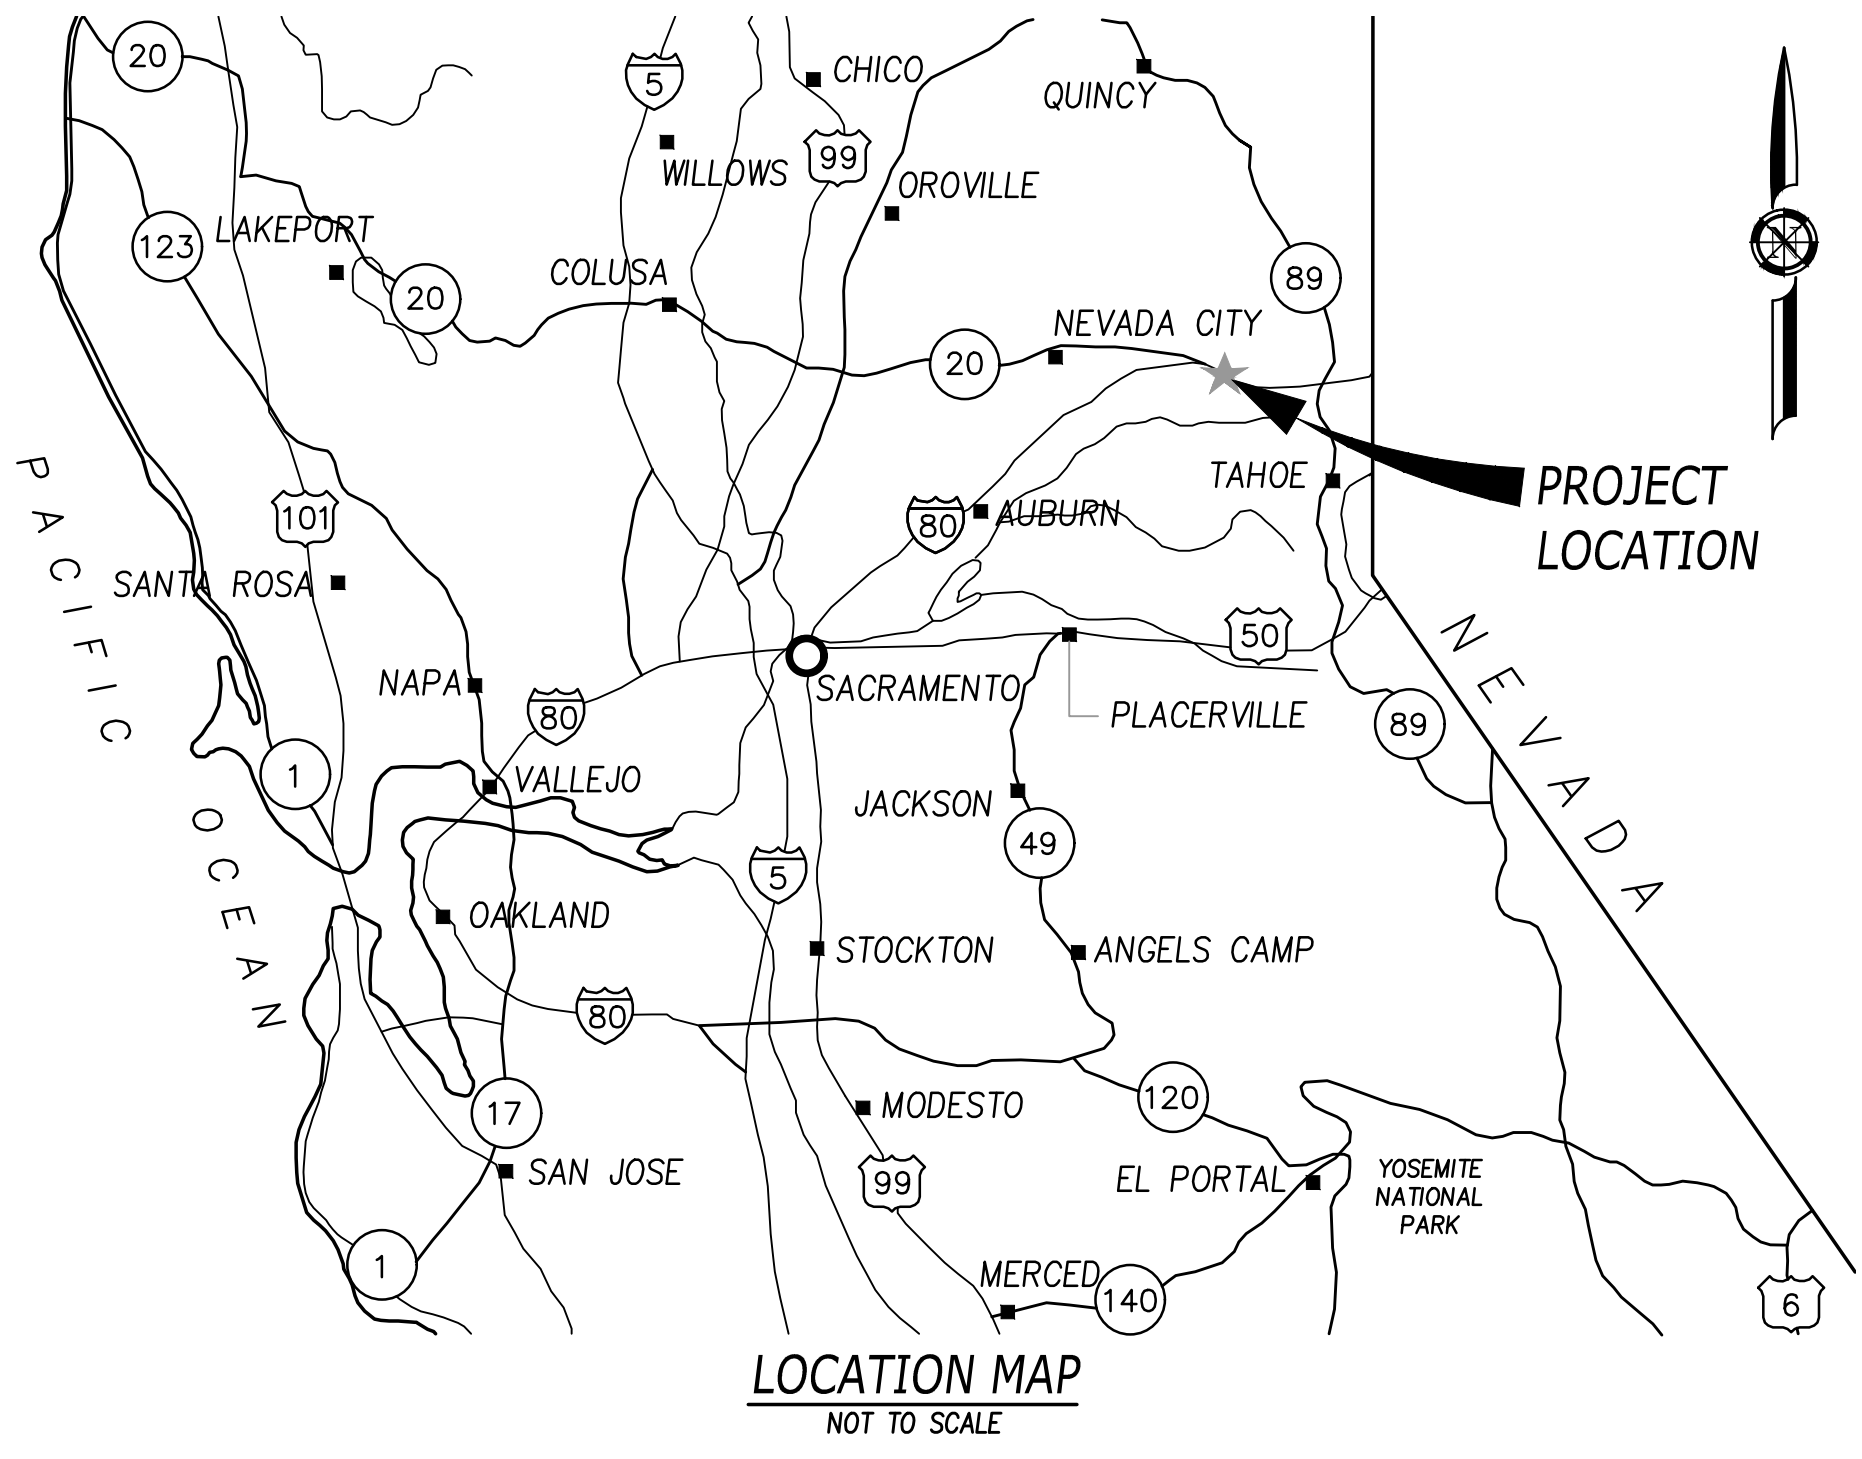 20
5
CHICO
QUINCY
WILLOWS
99
OROVILLE
123
LAKEPORT
N
COLUSA
20
89
NEVADA CITY
20
TAHOE
PROJECT
LOCATION
PACIFIC OCEAN
101
80
AUBURN
SANTA ROSA
50
NEVADA
NAPA
80
SACRAMENTO
PLACERVILLE
89
1
VALLEJO
JACKSON
49
5
OAKLAND
STOCKTON
ANGELS CAMP
80
120
17
MODESTO
SAN JOSE
99
EL PORTAL
YOSEMITE
NATIONAL
PARK
1
MERCED
140
6
LOCATION MAP
NOT TO SCALE